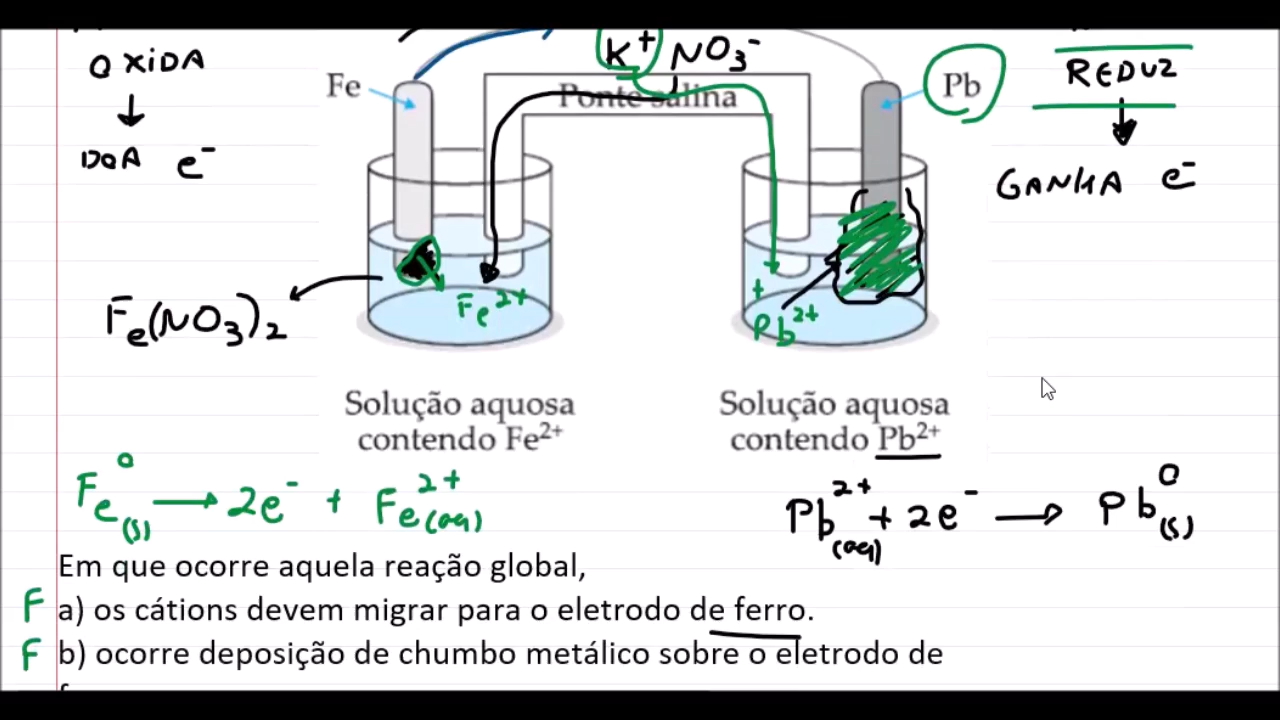 K⁺ NO₃⁻
OXIDA
REDUZ
Fe
Ponte salina
Pb
DOA e⁻
GANHA e⁻
Fe(NO₃)₂
Fe²⁺
+
Pb²⁺
Solução aquosa
contendo Fe²⁺
Solução aquosa
contendo Pb²⁺
Fe⁰(s) → 2e⁻ + Fe²⁺(aq)
Pb²⁺(aq) + 2e⁻ → Pb⁰(s)
Em que ocorre aquela reação global,
F a) os cátions devem migrar para o eletrodo de ferro.
F b) ocorre deposição de chumbo metálico sobre o eletrodo de